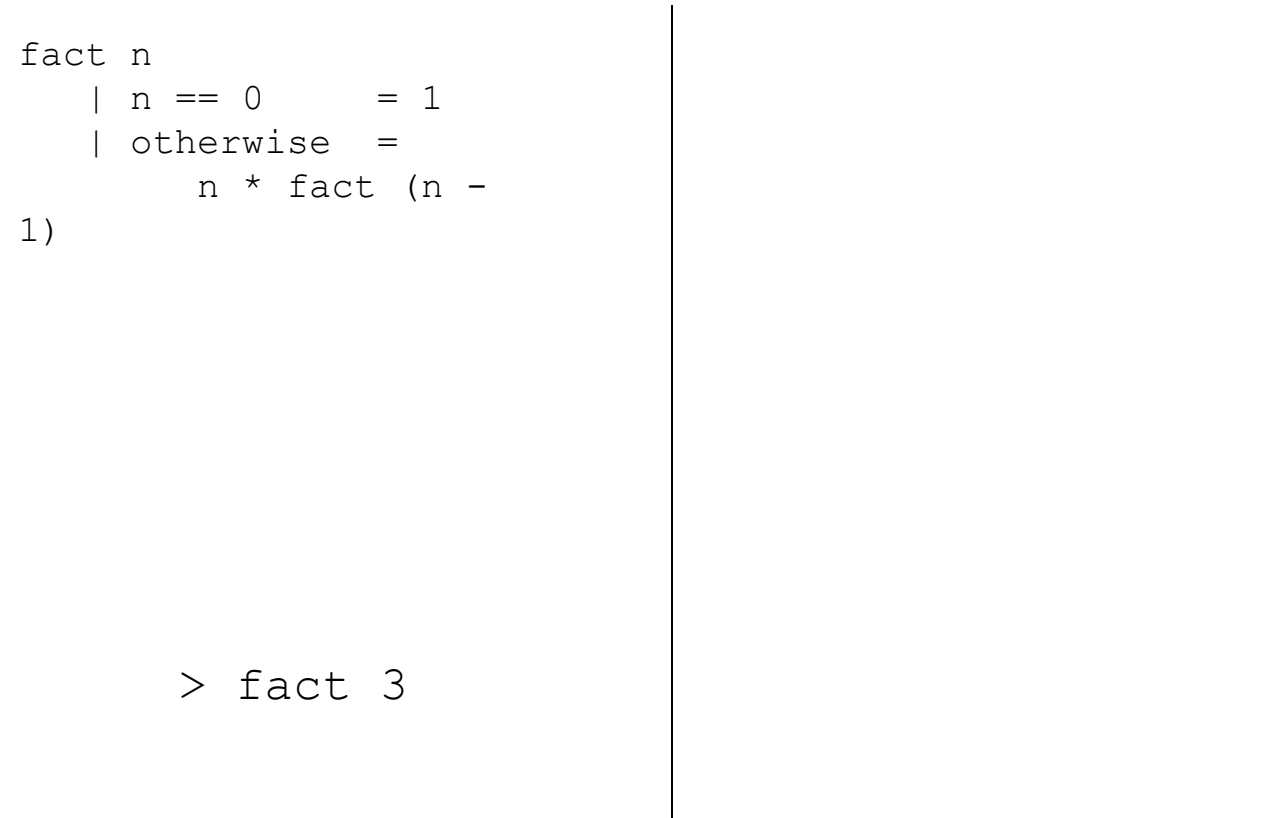 fact n
   | n == 0     = 1
   | otherwise  =
        n * fact (n -
1)
> fact 3